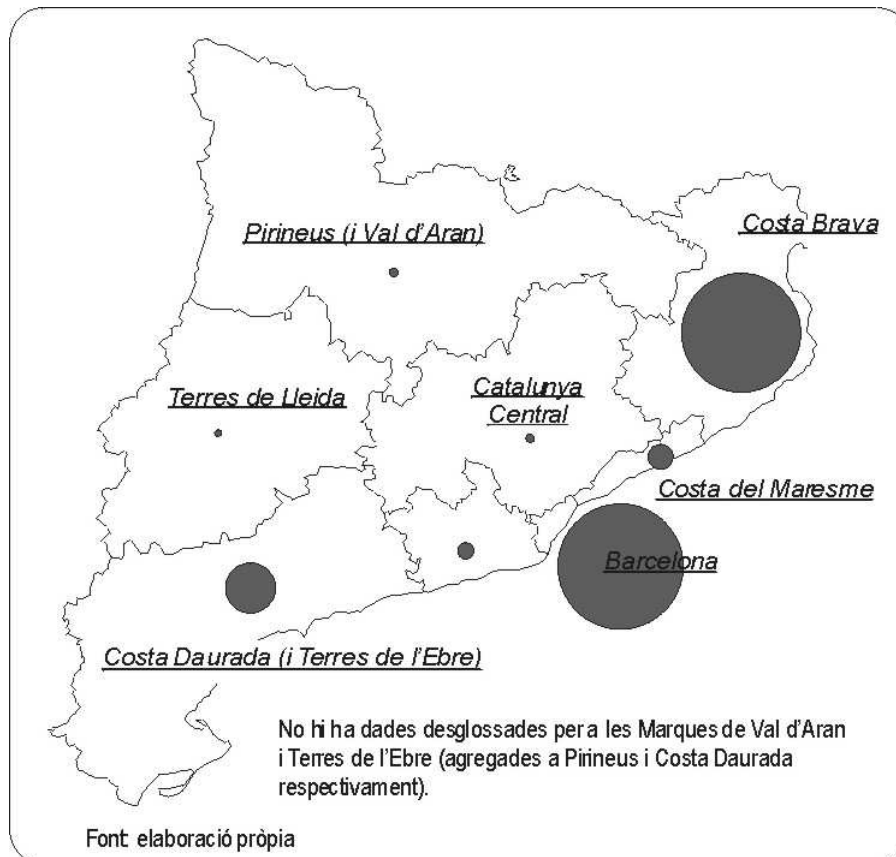 Costa Brava
Pirineus (i Val d'Aran)
Terres de Lleida
Catalunya
Central
Costa del Maresme
Barcelona
Costa Daurada (i Terres de l'Ebre)
No hi ha dades desglossades per a les Marques de Val d'Aran
i Terres de l'Ebre (agregades a Pirineus i Costa Daurada
respectivament).
Font: elaboració pròpia